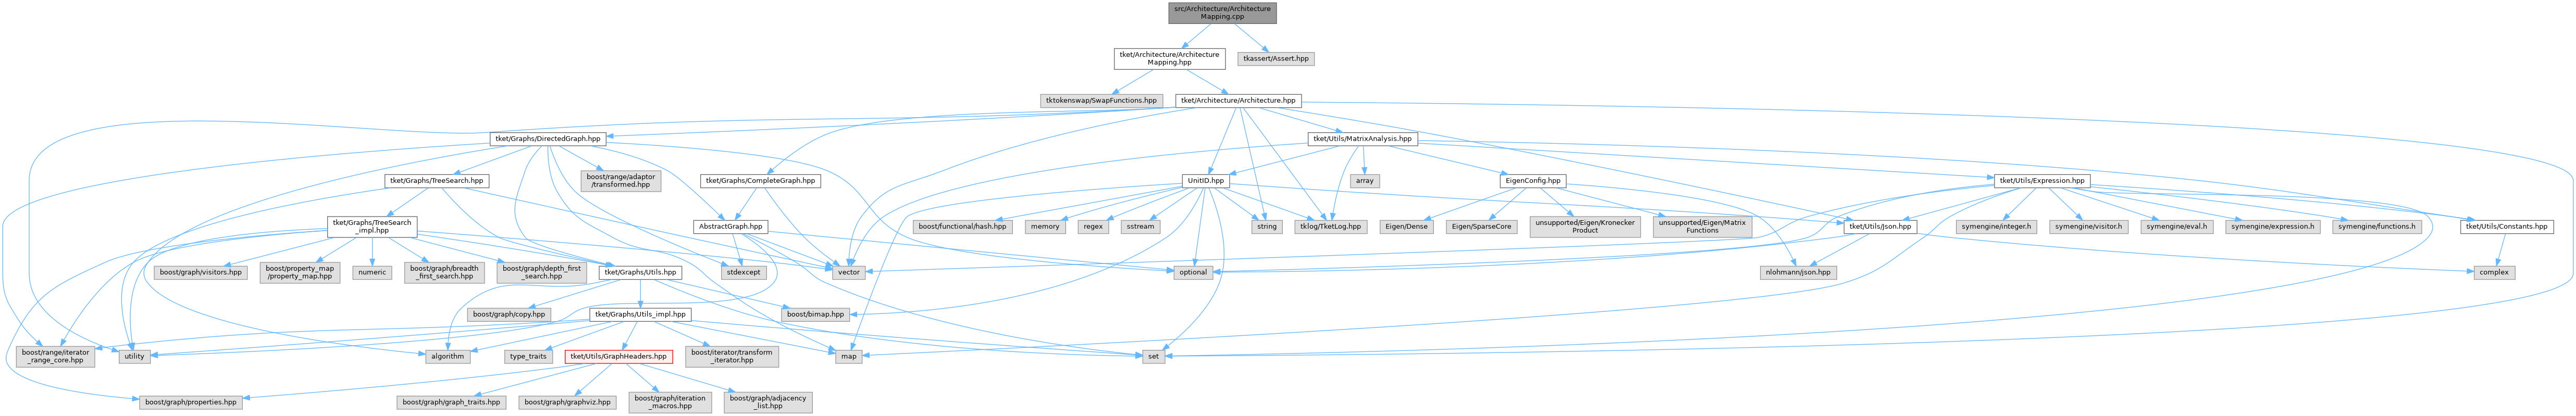 src/Architecture/Architecture
Mapping.cpp
tket/Architecture/Architecture
Mapping.hpp
tkassert/Assert.hpp
tktokenswap/SwapFunctions.hpp
tket/Architecture/Architecture.hpp
tket/Graphs/DirectedGraph.hpp
tket/Utils/MatrixAnalysis.hpp
tket/Graphs/TreeSearch.hpp
boost/range/adaptor
/transformed.hpp
tket/Graphs/CompleteGraph.hpp
UnitID.hpp
array
EigenConfig.hpp
tket/Utils/Expression.hpp
tket/Graphs/TreeSearch
_impl.hpp
AbstractGraph.hpp
boost/functional/hash.hpp
memory
regex
sstream
string
tklog/TketLog.hpp
Eigen/Dense
Eigen/SparseCore
unsupported/Eigen/Kronecker
Product
unsupported/Eigen/Matrix
Functions
tket/Utils/Json.hpp
symengine/integer.h
symengine/visitor.h
symengine/eval.h
symengine/expression.h
symengine/functions.h
tket/Utils/Constants.hpp
boost/graph/visitors.hpp
boost/property_map
/property_map.hpp
numeric
boost/graph/breadth
_first_search.hpp
boost/graph/depth_first
_search.hpp
tket/Graphs/Utils.hpp
stdexcept
vector
optional
nlohmann/json.hpp
complex
boost/graph/copy.hpp
tket/Graphs/Utils_impl.hpp
boost/bimap.hpp
boost/range/iterator
_range_core.hpp
utility
algorithm
type_traits
tket/Utils/GraphHeaders.hpp
boost/iterator/transform
_iterator.hpp
map
set
boost/graph/properties.hpp
boost/graph/graph_traits.hpp
boost/graph/graphviz.hpp
boost/graph/iteration
_macros.hpp
boost/graph/adjacency
_list.hpp